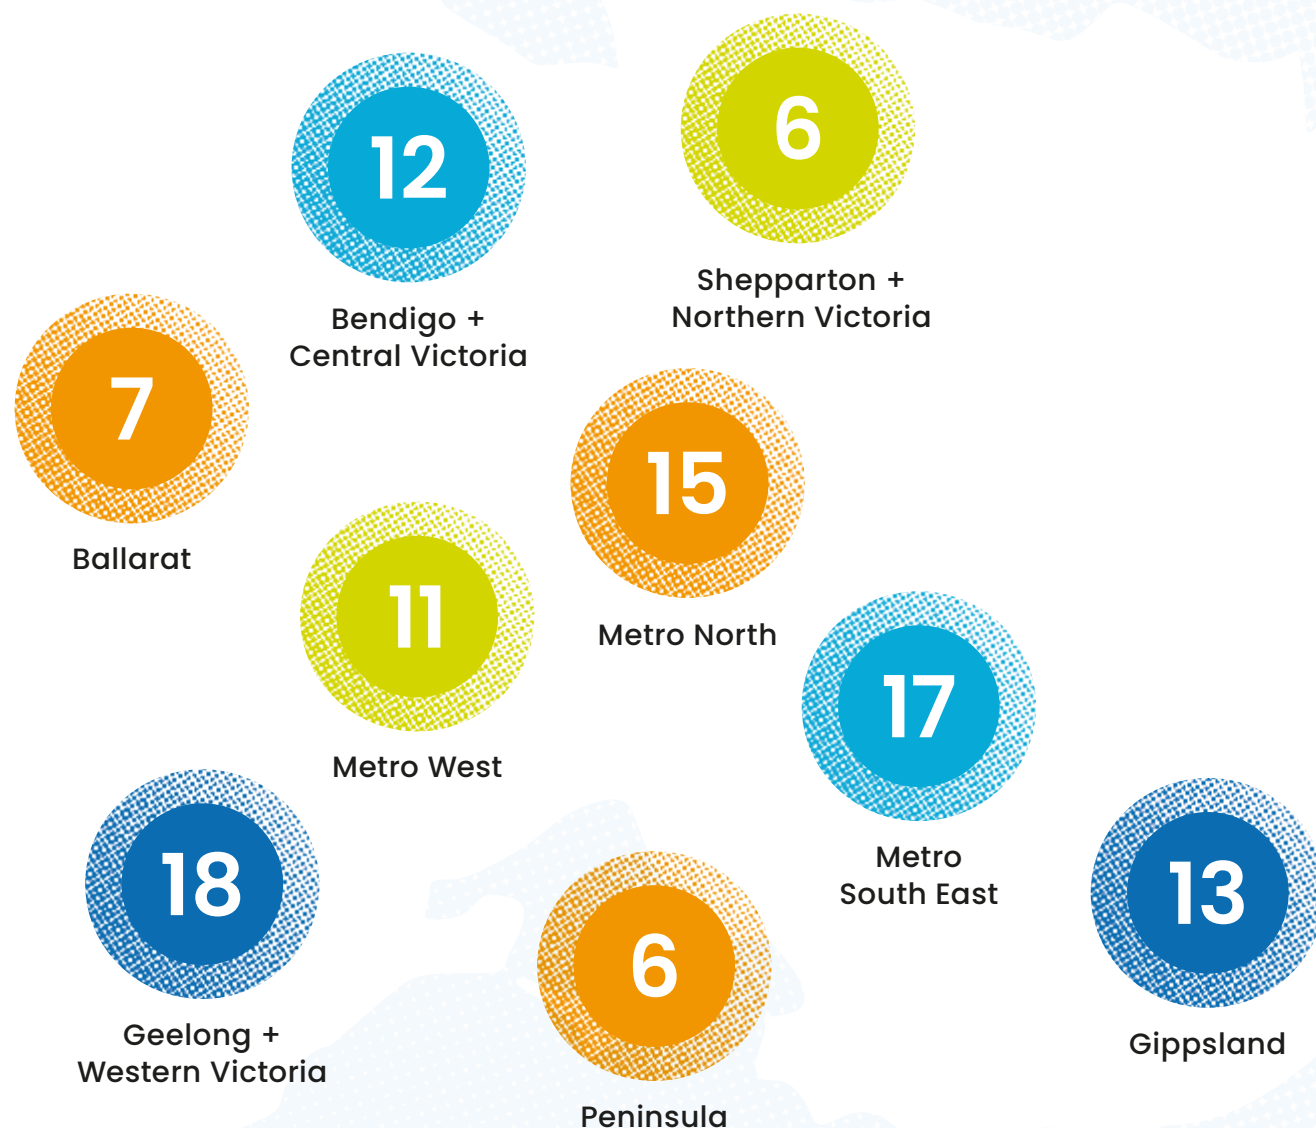 12
Bendigo +
Central Victoria
6
Shepparton +
Northern Victoria
7
Ballarat
15
Metro North
11
Metro West
17
Metro
South East
18
Geelong +
Western Victoria
6
Peninsula
13
Gippsland